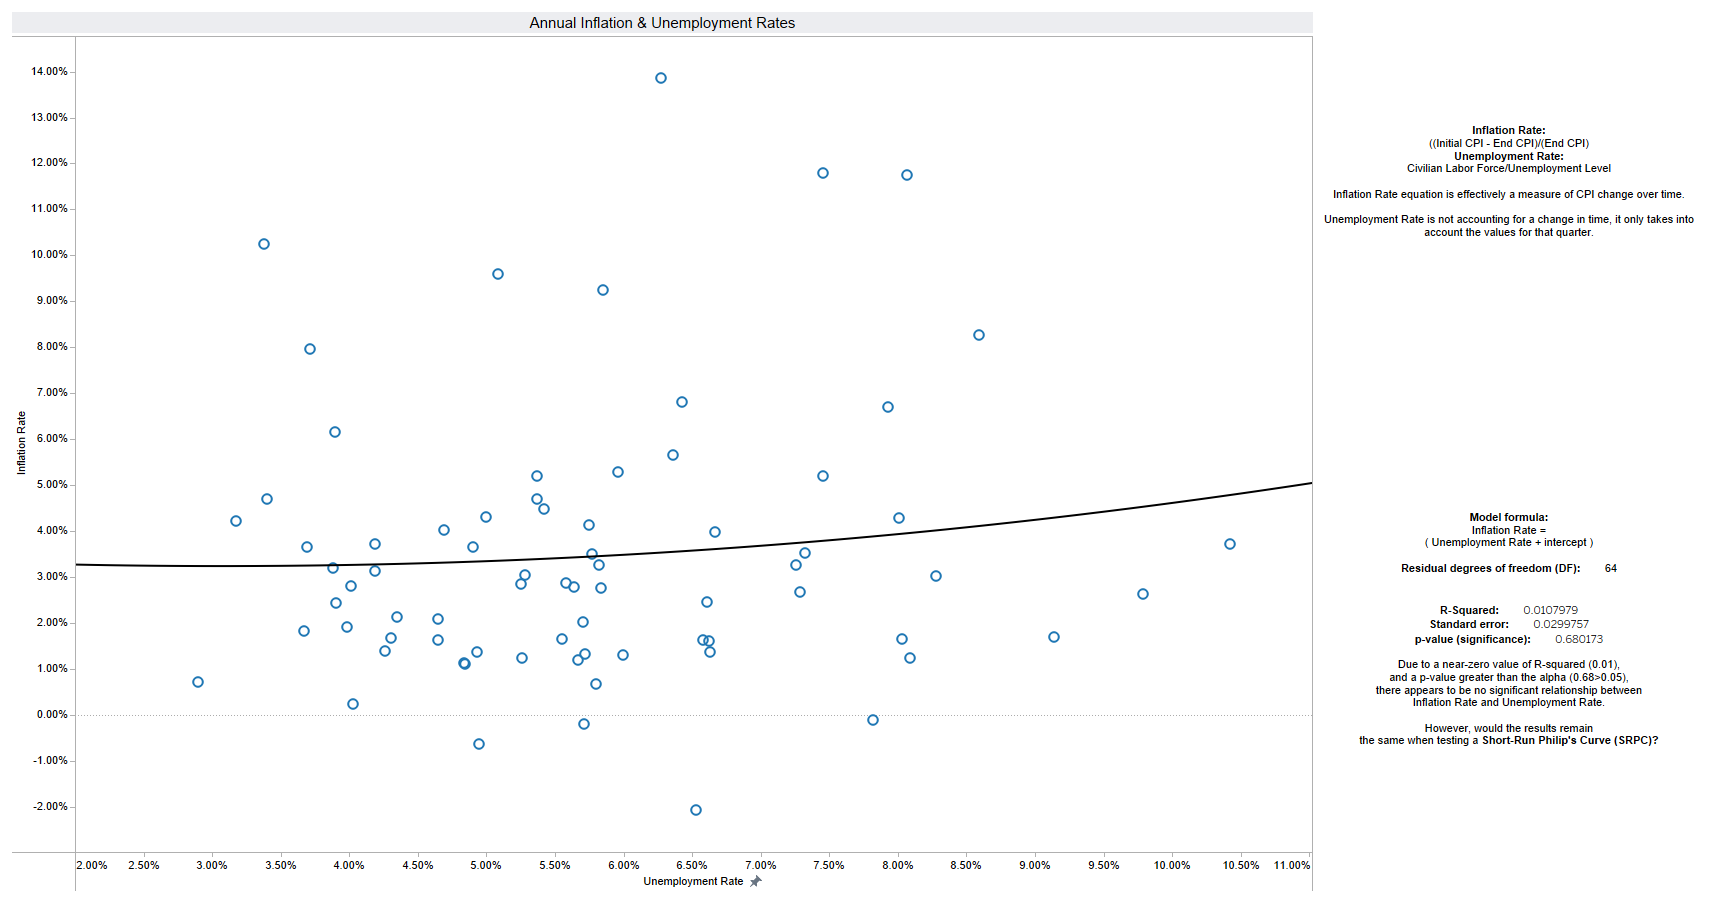 Annual Inflation & Unemployment Rates
14.00%
13.00%
12.00%
11.00%
10.00%
9.00%
8.00%
7.00%
6.00%
5.00%
4.00%
3.00%
2.00%
1.00%
0.00%
-1.00%
-2.00%
Inflation Rate
2.00% 2.50% 3.00% 3.50% 4.00% 4.50% 5.00% 5.50% 6.00% 6.50% 7.00% 7.50% 8.00% 8.50% 9.00% 9.50% 10.00% 10.50% 11.00%
Unemployment Rate
Inflation Rate:
((Initial CPI - End CPI)/(End CPI)
Unemployment Rate:
Civilian Labor Force/Unemployment Level
Inflation Rate equation is effectively a measure of CPI change over time.
Unemployment Rate is not accounting for a change in time, it only takes into
account the values for that quarter.
Model formula:
Inflation Rate =
( Unemployment Rate + intercept )
Residual degrees of freedom (DF): 64
R-Squared: 0.0107979
Standard error: 0.0299757
p-value (significance): 0.680173
Due to a near-zero value of R-squared (0.01),
and a p-value greater than the alpha (0.68>0.05),
there appears to be no significant relationship between
Inflation Rate and Unemployment Rate.
However, would the results remain
the same when testing a Short-Run Philip's Curve (SRPC)?